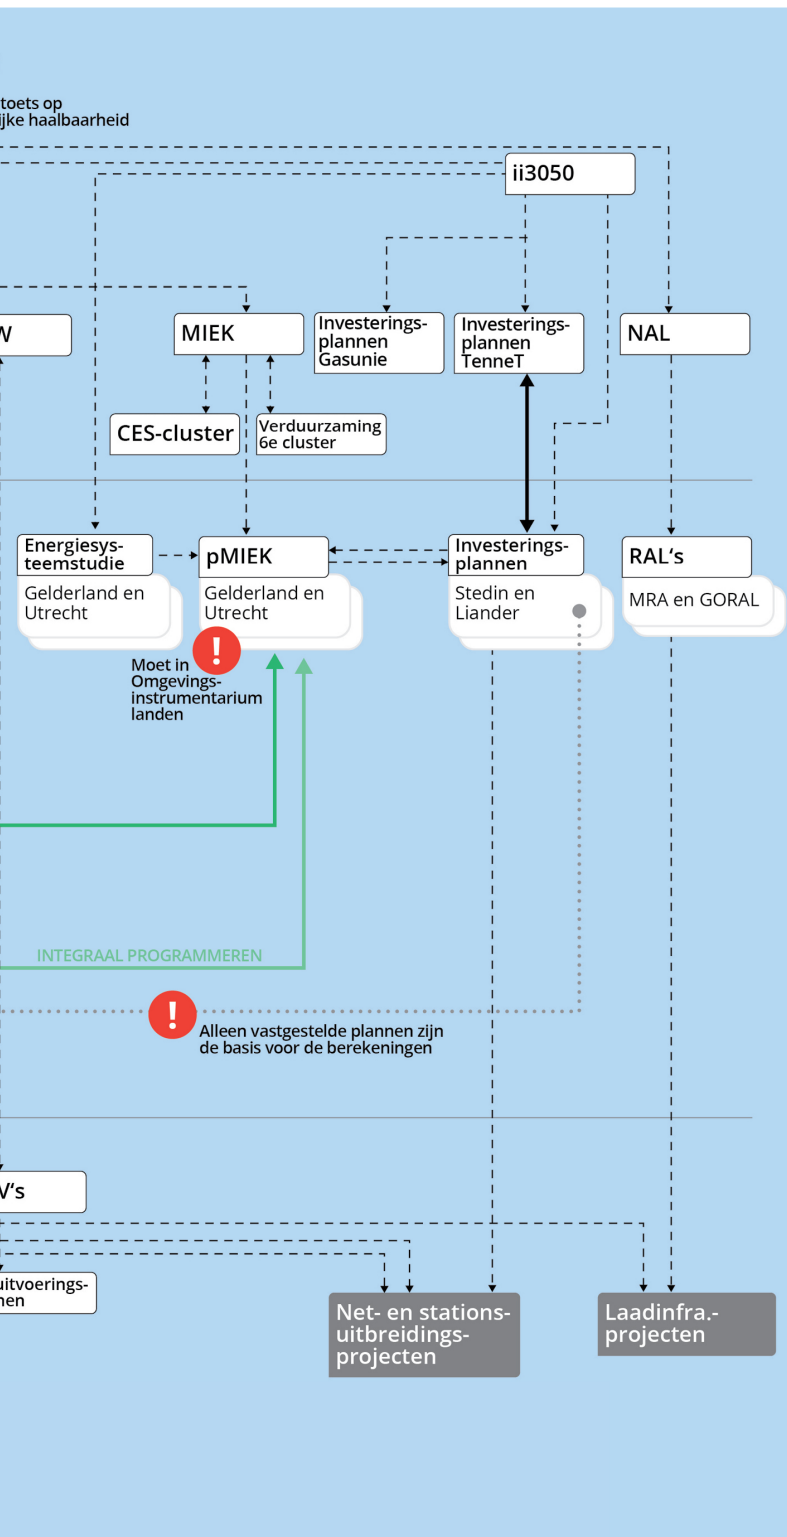 toets op
ijke haalbaarheid
ii3050
W
MIEK
Investerings-
plannen
Gasunie
Investerings-
plannen
TenneT
NAL
CES-cluster
Verduurzaming
6e cluster
Energiesys-
teemstudie
Gelderland en
Utrecht
pMIEK
Gelderland en
Utrecht
Investerings-
plannen
Stedin en
Liander
RAL‘s
MRA en GORAL
!
Moet in
Omgevings-
instrumentarium
landen
INTEGRAAL PROGRAMMEREN
!
Alleen vastgestelde plannen zijn
de basis voor de berekeningen
V‘s
uitvoerings-
nen
Net- en stations-
uitbreidings-
projecten
Laadinfra.-
projecten